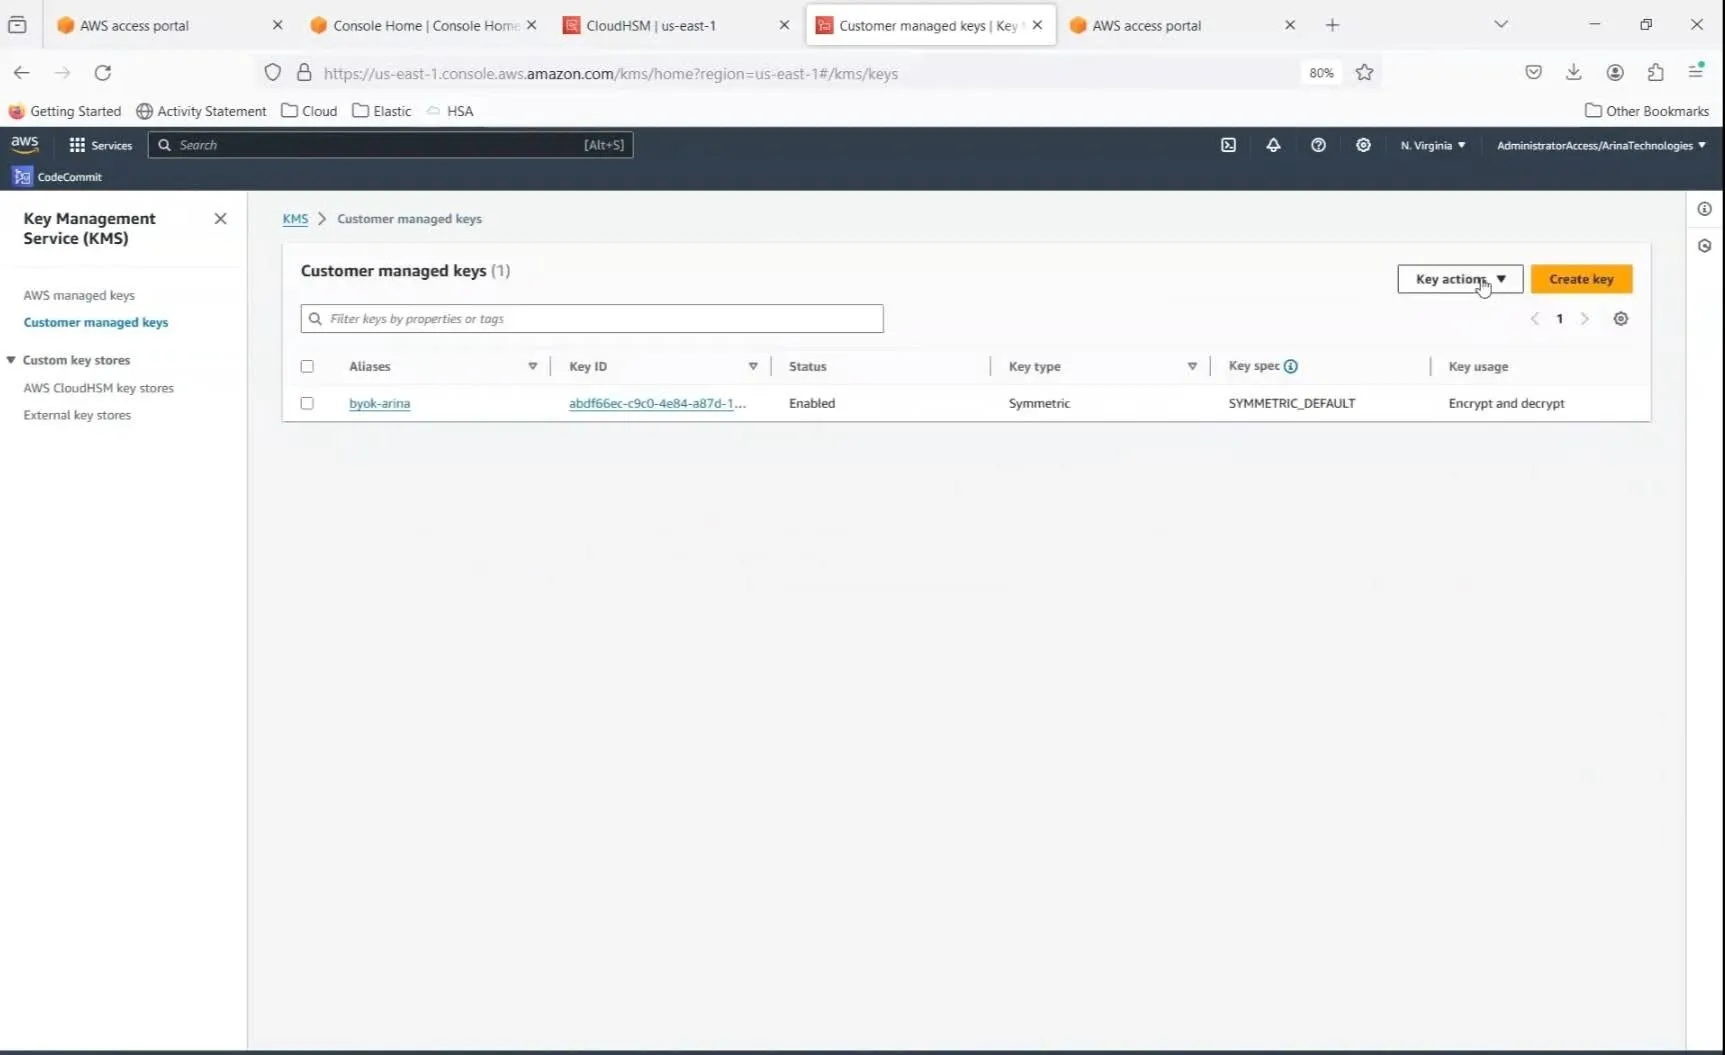 AWS access portal
Console Home | Console Home
CloudHSM | us-east-1
Customer managed keys | Key
AWS access portal
https://us-east-1.console.aws.amazon.com/kms/home?region=us-east-1#/kms/keys
80%
Getting Started
Activity Statement
Cloud
Elastic
HSA
Other Bookmarks
aws
Services
Search
[Alt+S]
N. Virginia
AdministratorAccess/ArinaTechnologies
CodeCommit
Key Management
Service (KMS)
AWS managed keys
Customer managed keys
Custom key stores
AWS CloudHSM key stores
External key stores
KMS
Customer managed keys
Customer managed keys (1)
Key actions
Create key
Filter keys by properties or tags
1
Aliases
Key ID
Status
Key type
Key spec
Key usage
byok-arina
abdf66ec-c9c0-4e84-a87d-1...
Enabled
Symmetric
SYMMETRIC_DEFAULT
Encrypt and decrypt